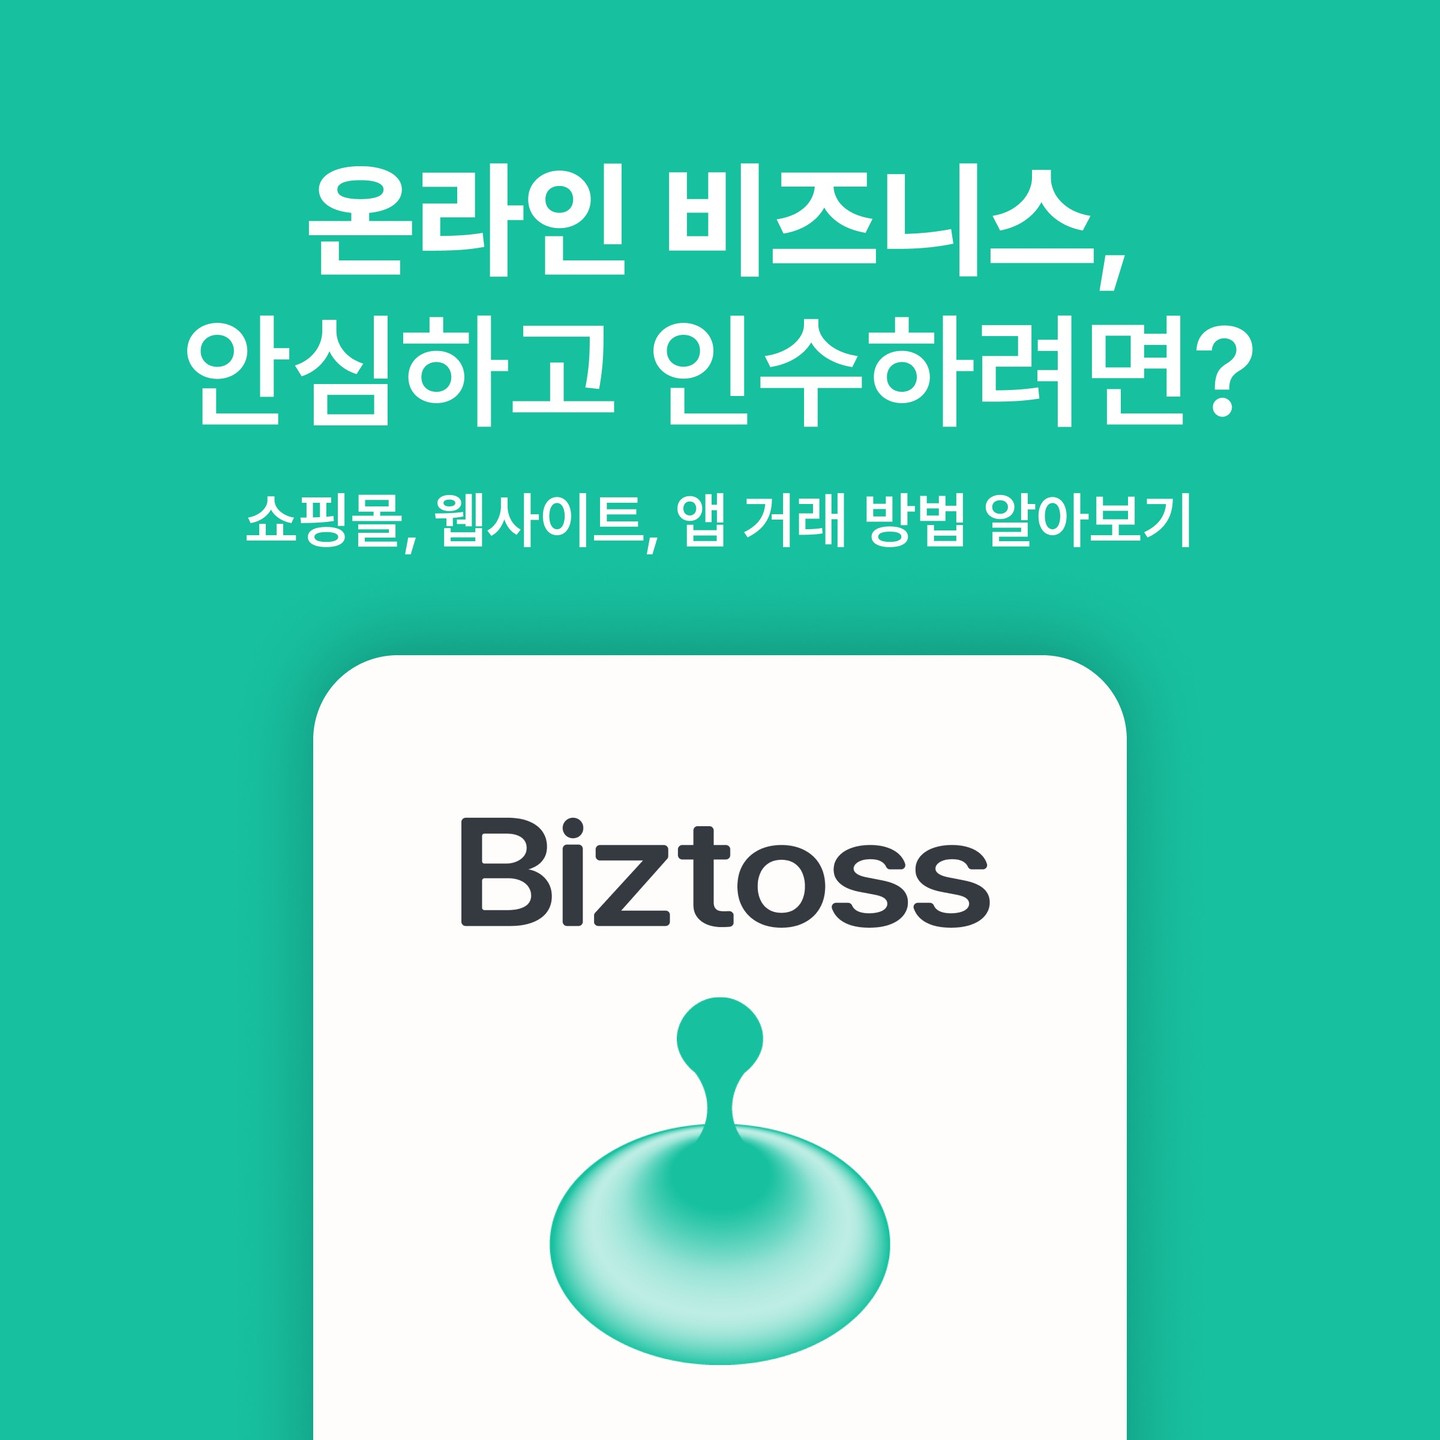 온라인 비즈니스,
안심하고 인수하려면?
쇼핑몰, 웹사이트, 앱 거래 방법 알아보기
Biztoss